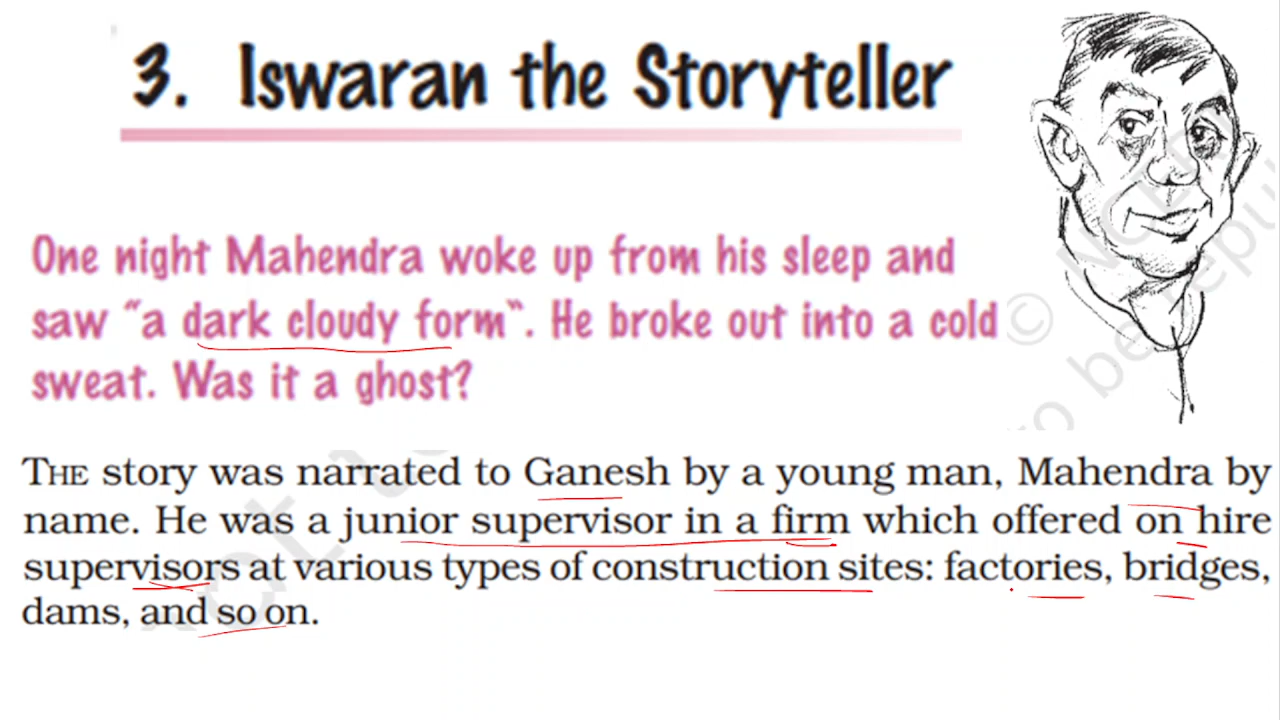 3. Iswaran the Storyteller
One night Mahendra woke up from his sleep and
saw “a dark cloudy form“. He broke out into a cold
sweat. Was it a ghost?
THE story was narrated to Ganesh by a young man, Mahendra by
name. He was a junior supervisor in a firm which offered on hire
supervisors at various types of construction sites: factories, bridges,
dams, and so on.